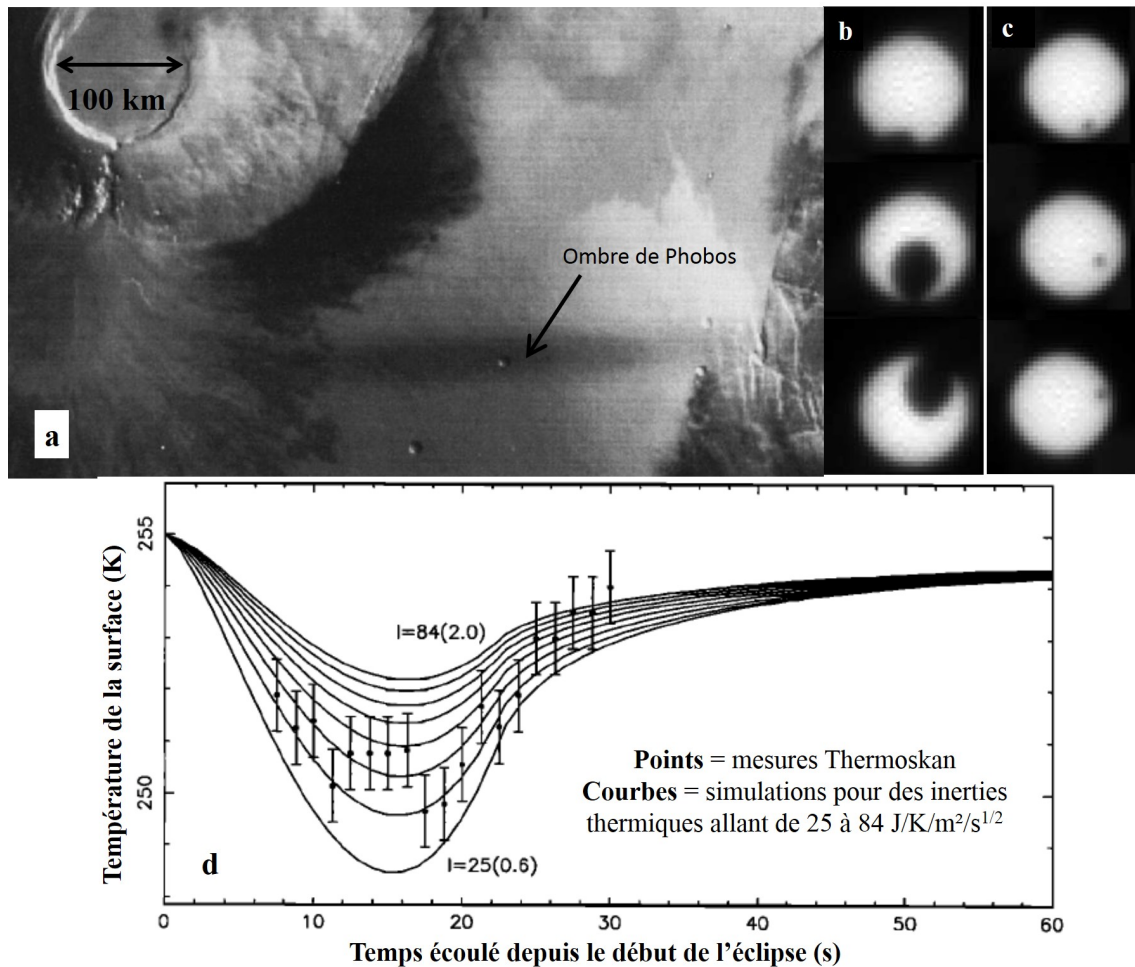 100 km
Ombre de Phobos
a
b
c
Température de la surface (K)
255
250
I=84(2.0)
I=25(0.6)
Points = mesures Thermoskan
Courbes = simulations pour des inerties
thermiques allant de 25 à 84 J/K/m²/s1/2
d
0
10
20
30
40
50
60
Temps écoulé depuis le début de l’éclipse (s)